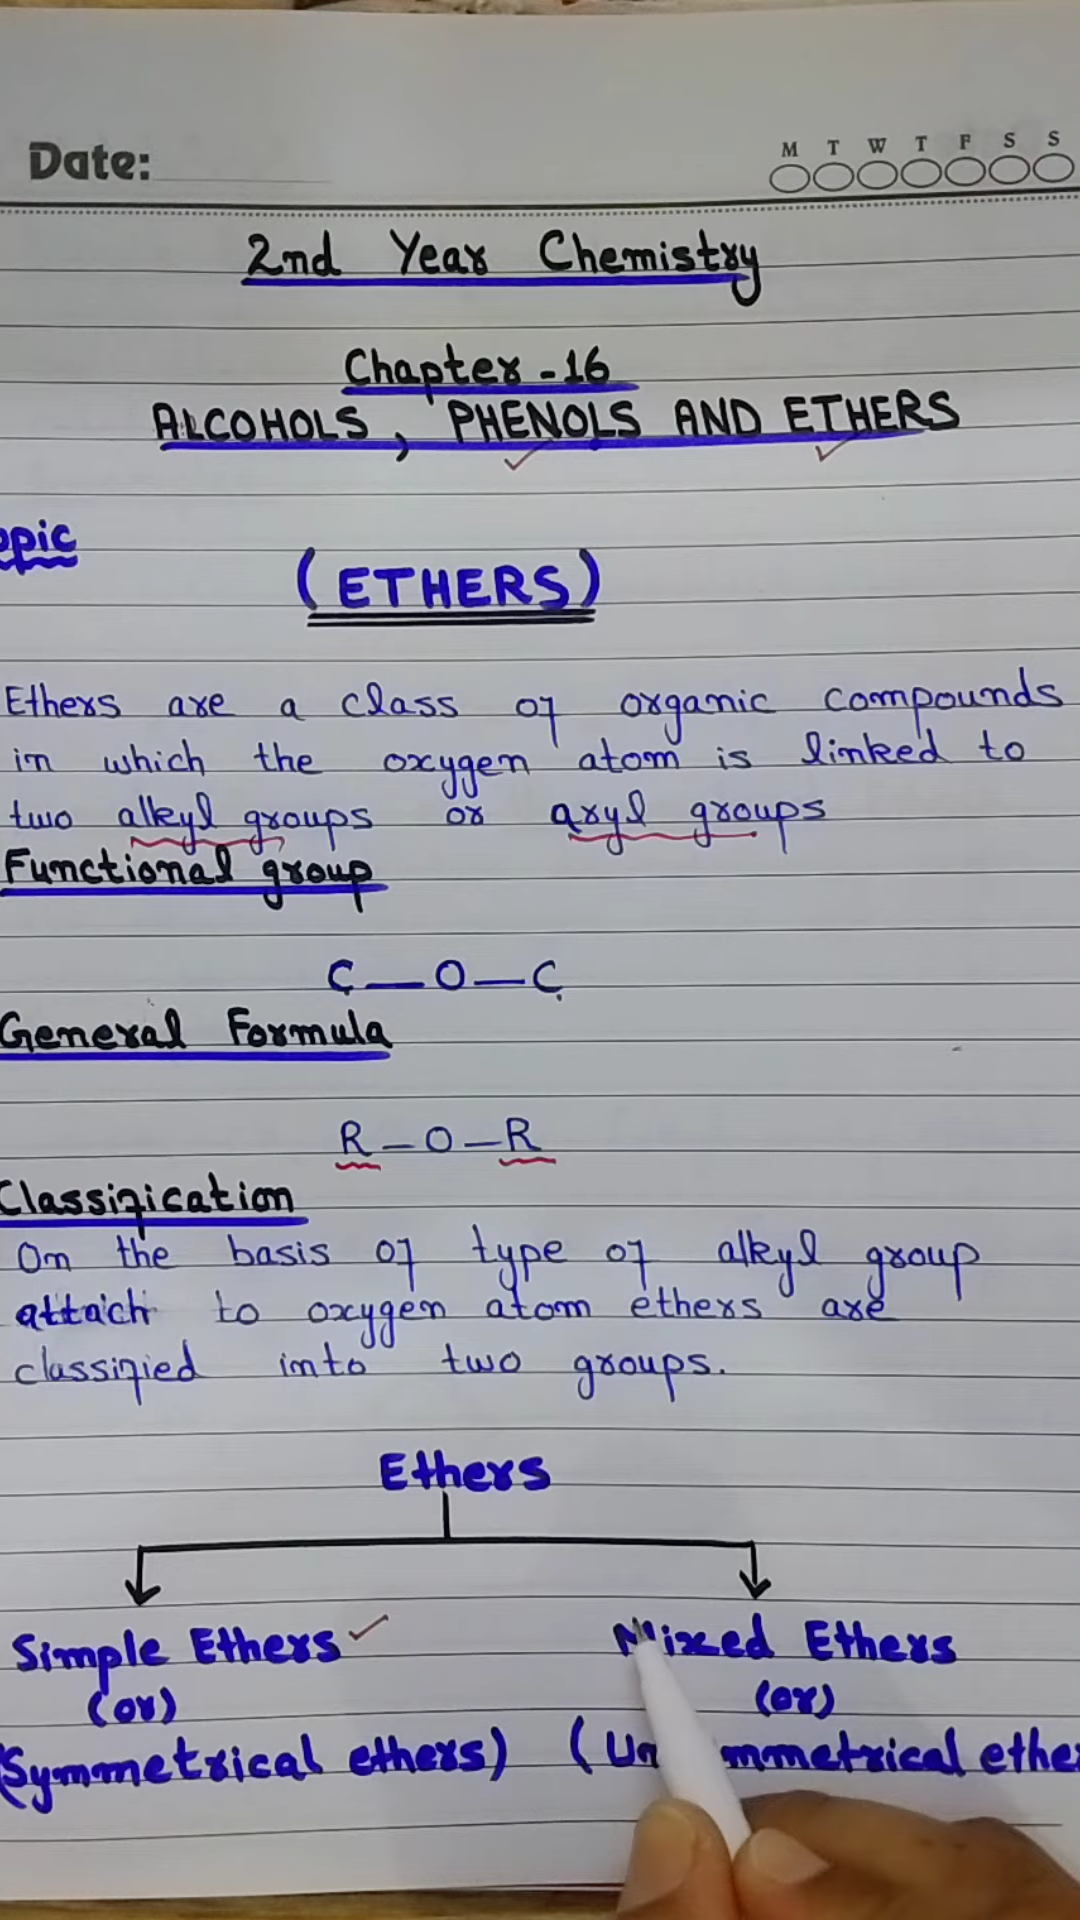 Date:
M T W T F S S
2nd Year Chemistry
Chapter-16
ALCOHOLS, PHENOLS AND ETHERS
opic
(ETHERS)
Ethers are a class of organic compounds
in which the oxygen atom is linked to
two alkyl groups or aryl groups
Functional group
C—O—C
General Formula
R—O—R
Classification
On the basis of type of alkyl group
attach to oxygen atom ethers are
classified into two groups.
Ethers
Simple Ethers Mixed Ethers
(or) (or)
(Symmetrical ethers) (Un mmetrical ethe